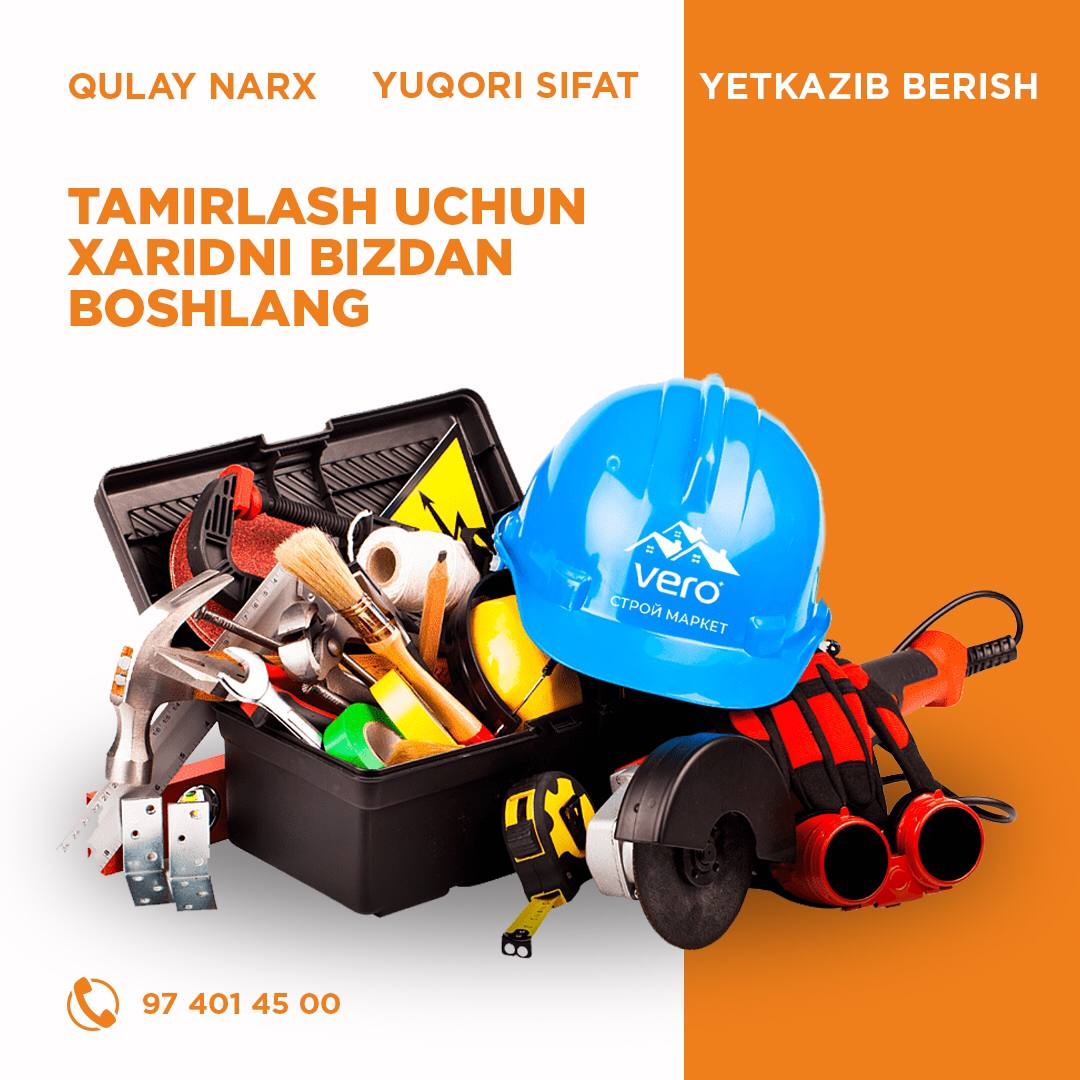 QULAY NARX
YUQORI SIFAT
YETKAZIB BERISH
TAMIRLASH UCHUN
XARIDNI BIZDAN
BOSHLANG
vero
СТРОЙ МАРКЕТ
97 401 45 00